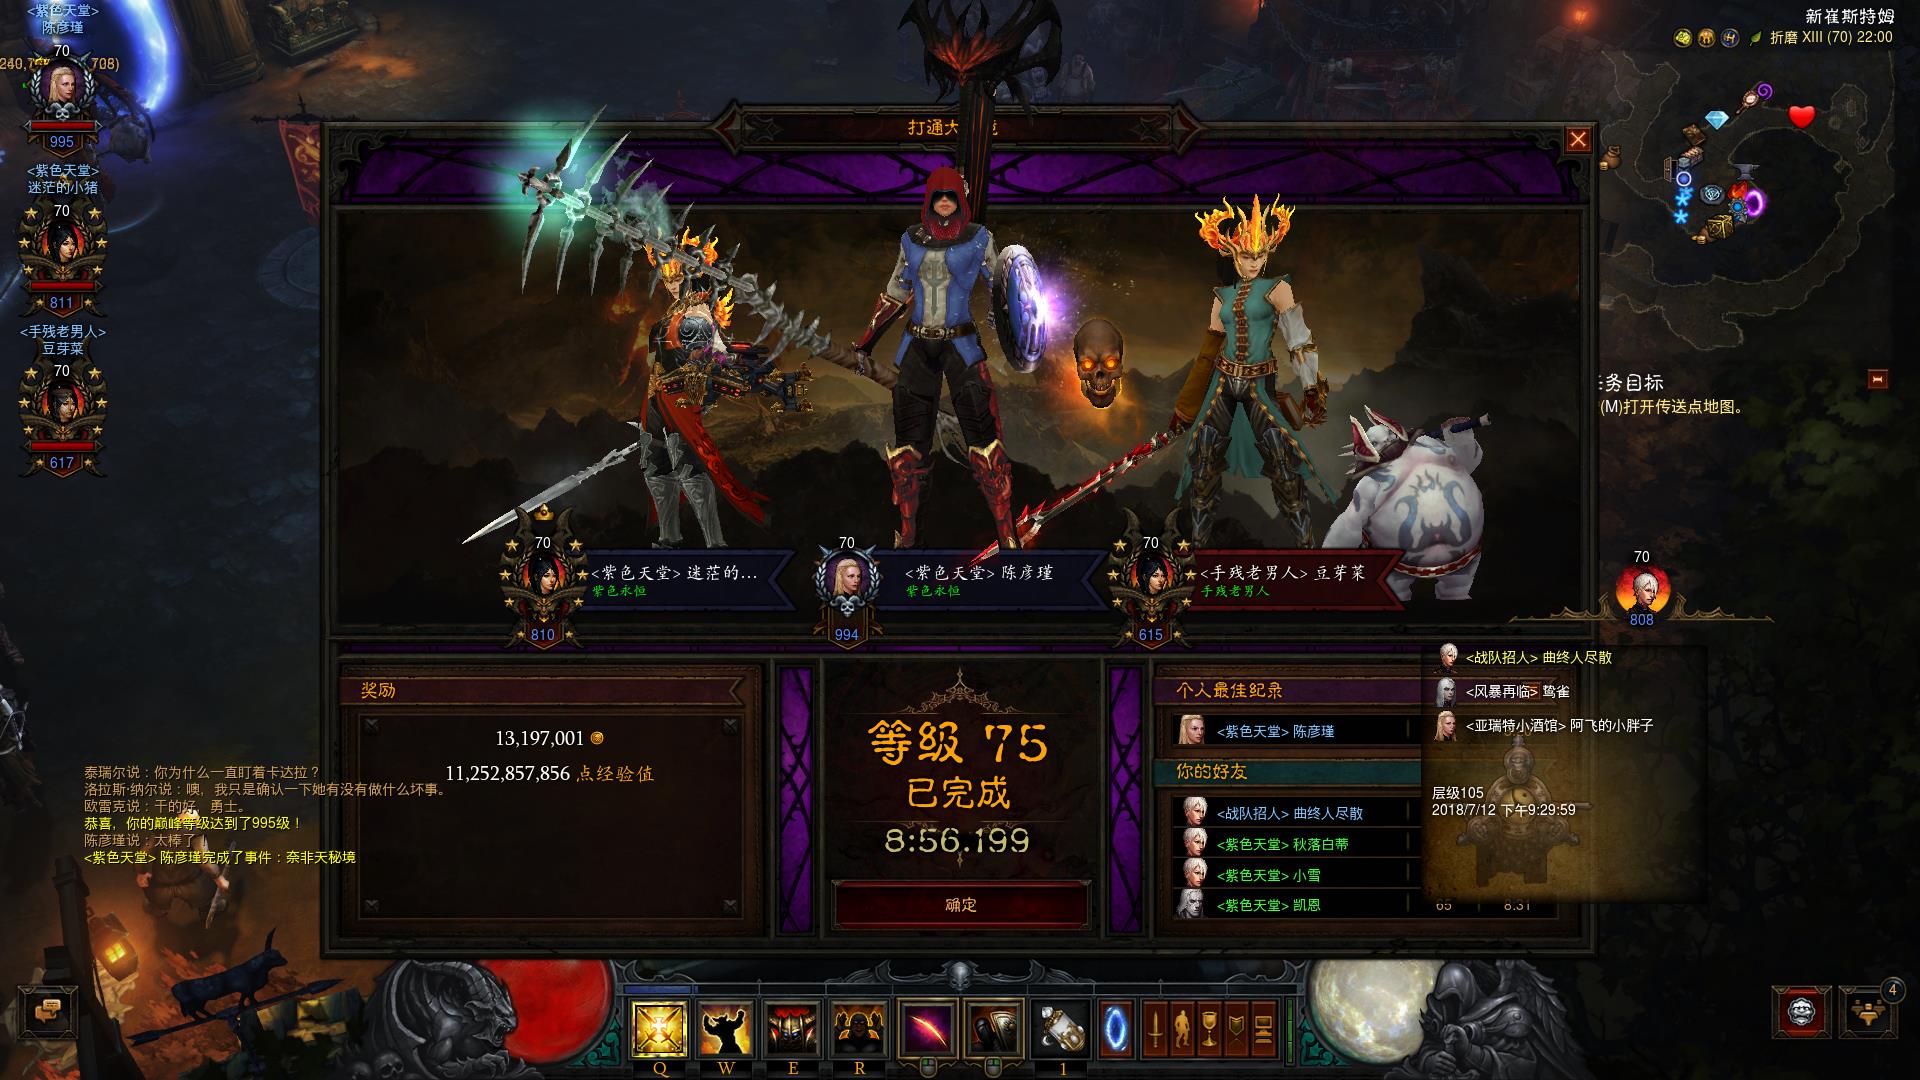 <紫色天堂>
陈彦瑾
70
995
<紫色天堂>
迷茫的小猪
70
811
<手残老男人>
豆芽菜
70
617
新崔斯特姆
折磨 XIII (70) 22:00
务目标
(M)打开传送点地图。
打通大
70
<紫色天堂> 迷茫的...
紫色永恒
810
70
<紫色天堂> 陈彦瑾
紫色永恒
994
70
<手残老男人> 豆芽菜
手残老男人
615
70
808
奖励
13,197,001
11,252,857,856 点经验值
等级 75
已完成
8:56.199
确定
个人最佳纪录
<紫色天堂> 陈彦瑾
你的好友
<战队招人> 曲终人尽散
<紫色天堂> 秋落白蒂
<紫色天堂> 小雪
<紫色天堂> 凯恩
65 8:31
<战队招人> 曲终人尽散
<风暴再临> 鸷雀
<亚瑞特小酒馆> 阿飞的小胖子
层级105
2018/7/12 下午9:29:59
泰瑞尔说：你为什么一直盯着卡达拉？
洛拉斯·纳尔说：噢，我只是确认一下她有没有做什么坏事。
欧雷克说：干的好，勇士。
恭喜，你的巅峰等级达到了995级！
陈彦瑾说：太棒了！
<紫色天堂> 陈彦瑾完成了事件：奈非天秘境
Q W E R 1
4